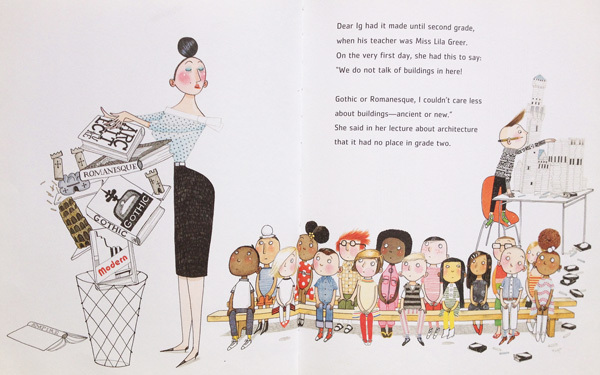 Dear Ig had it made until second grade,
when his teacher was Miss Lila Greer.
On the very first day, she had this to say:
"We do not talk of buildings in here!
Gothic or Romanesque, I couldn't care less
about buildings—ancient or new."
She said in her lecture about architecture
that it had no place in grade two.
ROMANESQUE
GOTHIC
GOTHIC
Modern